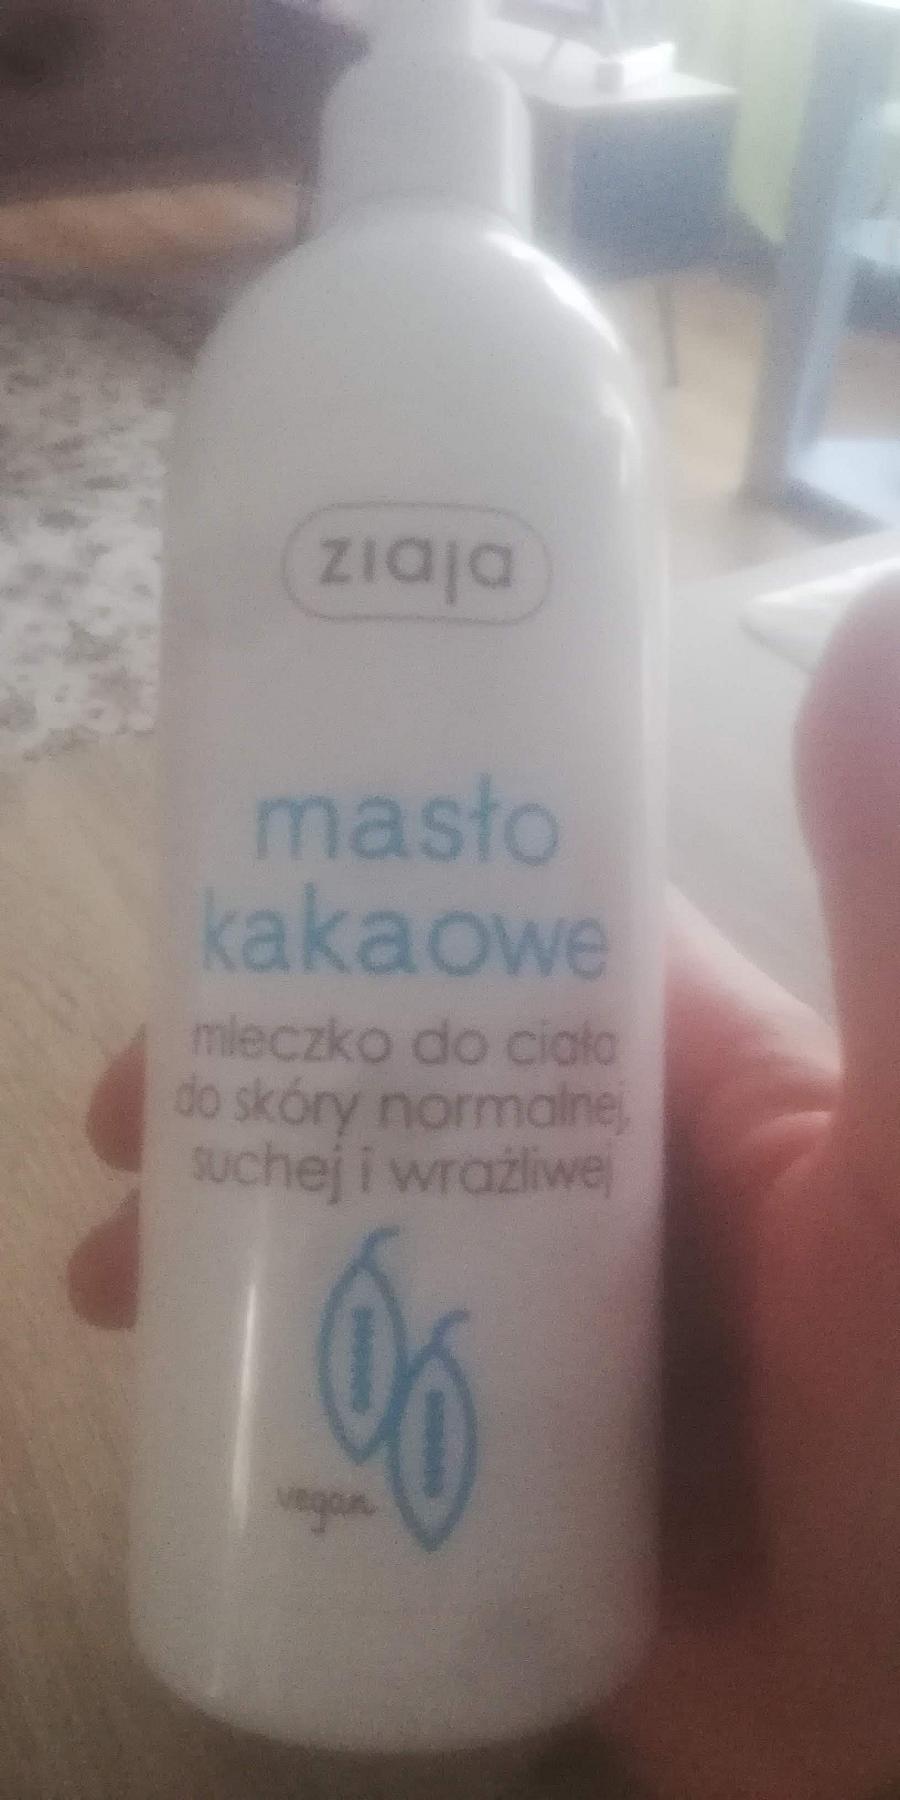 ziaja
masło
kakaowe
mleczko do ciała
do skóry normalnej,
suchej i wrażliwej
vegan